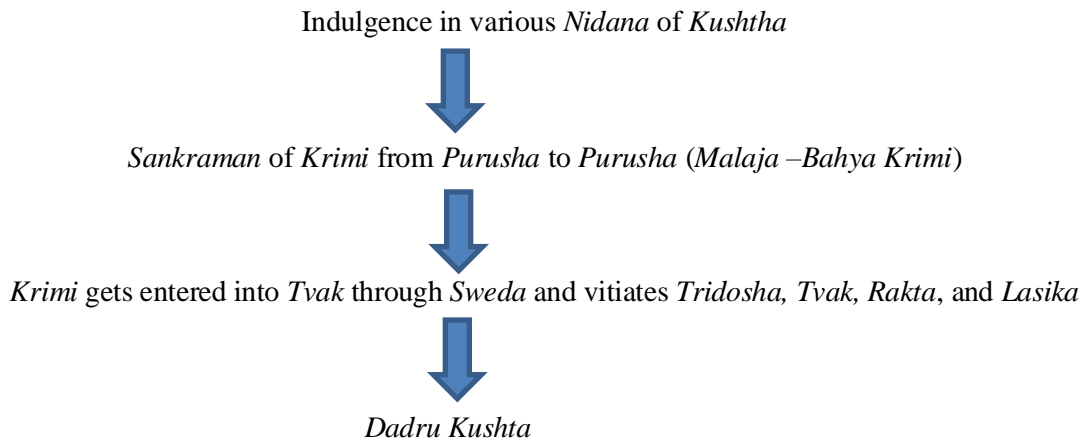 Indulgence in various Nidana of Kushtha
Sankraman of Krimi from Purusha to Purusha (Malaja –Bahya Krimi)
Krimi gets entered into Tvak through Sweda and vitiates Tridosha, Tvak, Rakta, and Lasika
Dadru Kushta